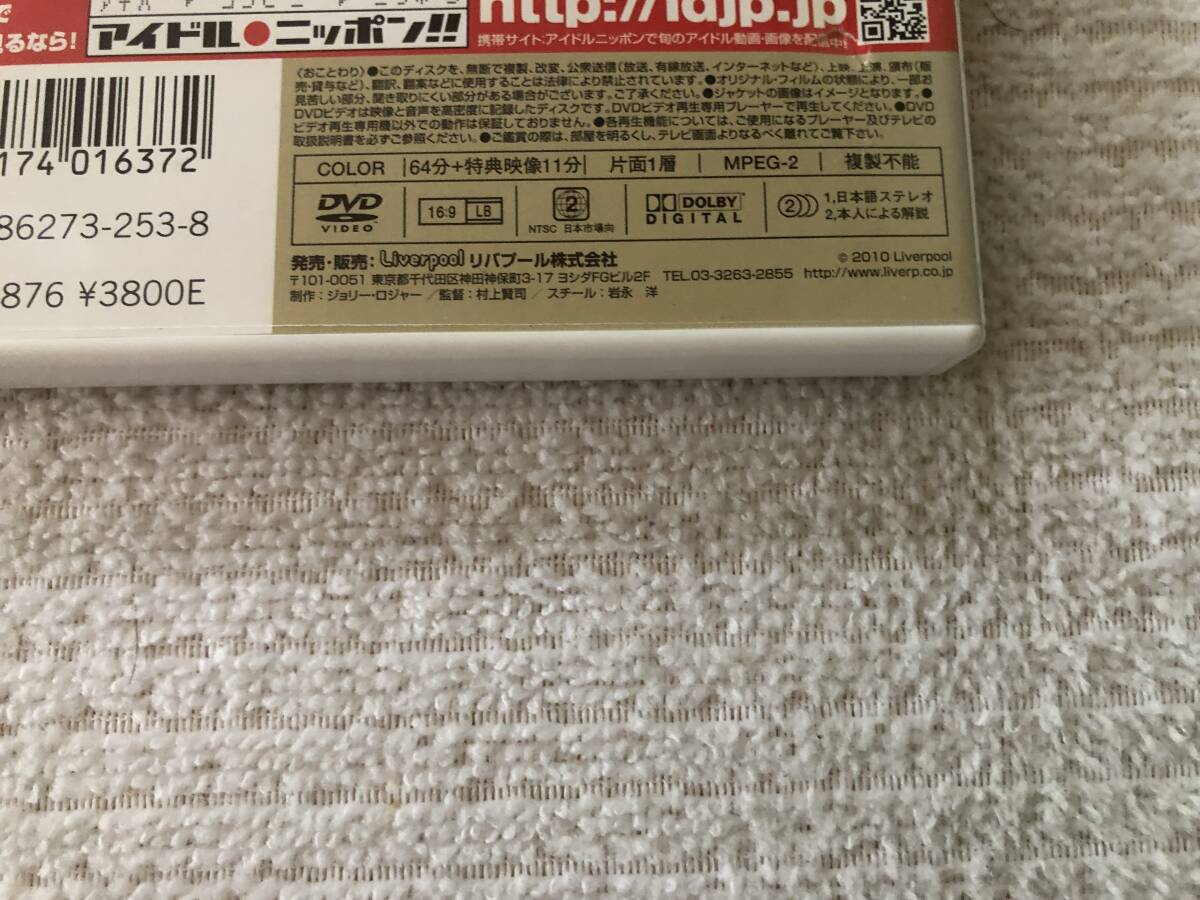 で
見るなら!
アイドル●ニッポン!!
http://idjp.jp
携帯サイト:アイドルニッポンで旬のアイドル動画・画像を配信中!
174 016372
86273-253-8
876 ¥3800E
〈おことわり〉●このディスクを、無断で複製、改変、公衆送信(放送、有線放送、インターネットなど)、上映、上演、頒布(販
売・貸与など)、翻訳、翻案などに使用することは法律により禁止されています。●オリジナル・フィルムの状態により、一部お
見苦しい部分、聞き取りにくい部分がある場合がございます。ご了承ください。●ジャケットの画像はイメージとなります。●
DVDビデオは映像と音声を高密度に記録したディスクです。DVDビデオ再生専用プレーヤーで再生してください。●DVD
ビデオ再生専用機以外での動作は保証しておりません。●各再生機能については、ご使用になるプレーヤー及びテレビの
取扱説明書を必ずご参照ください。●ご鑑賞の際は、部屋を明るくし、テレビ画面よりなるべく離れてご覧下さい。
COLOR 64分+特典映像11分 片面1層 MPEG-2 複製不能
DVD VIDEO 16:9 LB 2 NTSC 日本市場向 DOLBY DIGITAL 2 1,日本語ステレオ
2,本人による解説
発売・販売: Liverpool リバプール株式会社 © 2010 Liverpool
〒101-0051 東京都千代田区神田神保町3-17 ヨシダFGビル2F TEL.03-3263-2855 http://www.liverp.co.jp
制作:ジョリー・ロジャー/監督:村上賢司/スチール:岩永 洋